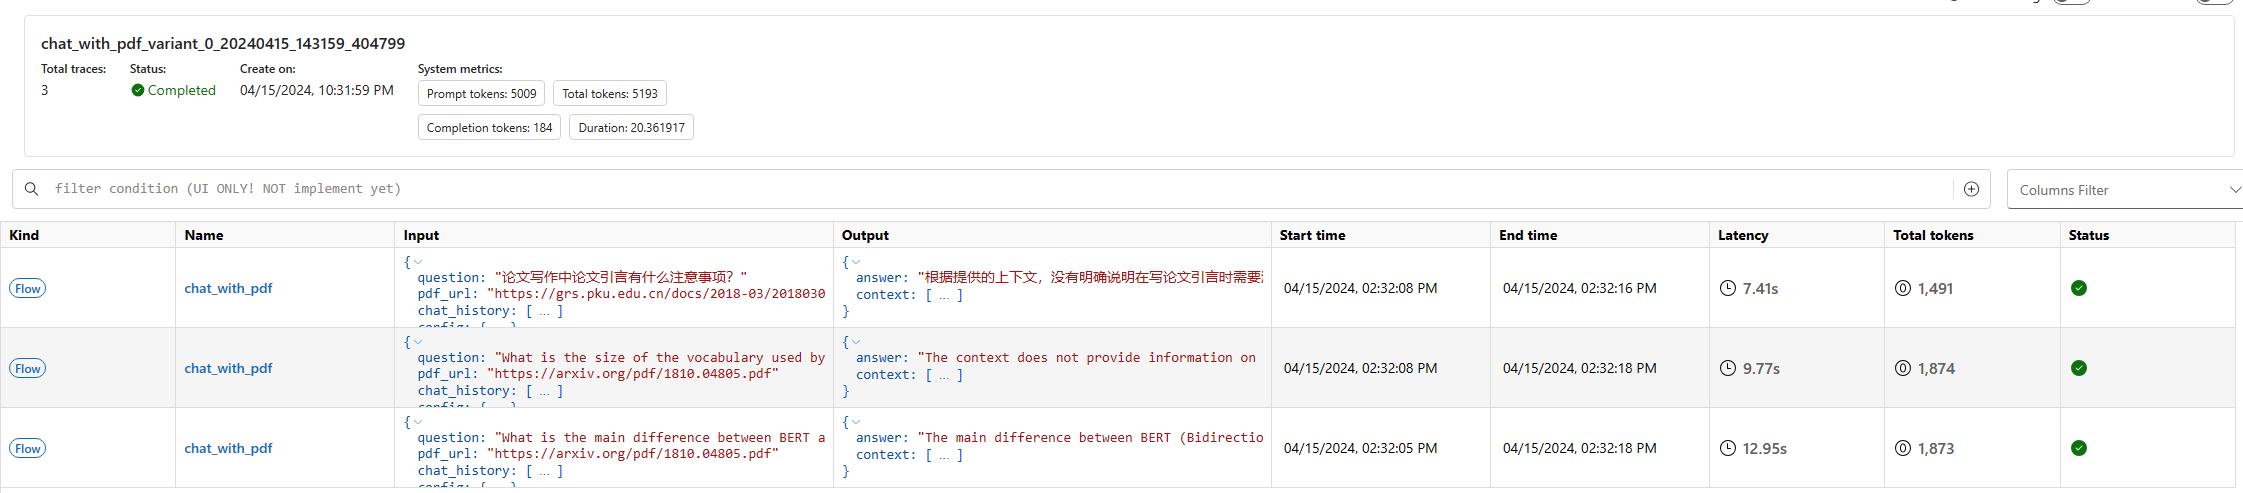 chat_with_pdf_variant_0_20240415_143159_404799
Total traces: Status: Create on: System metrics:
3 Completed 04/15/2024, 10:31:59 PM Prompt tokens: 5009 Total tokens: 5193
Completion tokens: 184 Duration: 20.361917
filter condition (UI ONLY! NOT implement yet) Columns Filter
Kind Name Input Output Start time End time Latency Total tokens Status
{ {
question: "论文写作中论文引言有什么注意事项？" answer: "根据提供的上下文，没有明确说明在写论文引言时需要
Flow chat_with_pdf pdf_url: "https://grs.pku.edu.cn/docs/2018-03/2018030 context: [ ... ] 04/15/2024, 02:32:08 PM 04/15/2024, 02:32:16 PM 7.41s 1,491
chat_history: [ ... ] }
{ {
question: "What is the size of the vocabulary used by answer: "The context does not provide information on
Flow chat_with_pdf pdf_url: "https://arxiv.org/pdf/1810.04805.pdf" context: [ ... ] 04/15/2024, 02:32:08 PM 04/15/2024, 02:32:18 PM 9.77s 1,874
chat_history: [ ... ] }
{ {
question: "What is the main difference between BERT a answer: "The main difference between BERT (Bidirectio
Flow chat_with_pdf pdf_url: "https://arxiv.org/pdf/1810.04805.pdf" context: [ ... ] 04/15/2024, 02:32:05 PM 04/15/2024, 02:32:18 PM 12.95s 1,873
chat_history: [ ... ] }